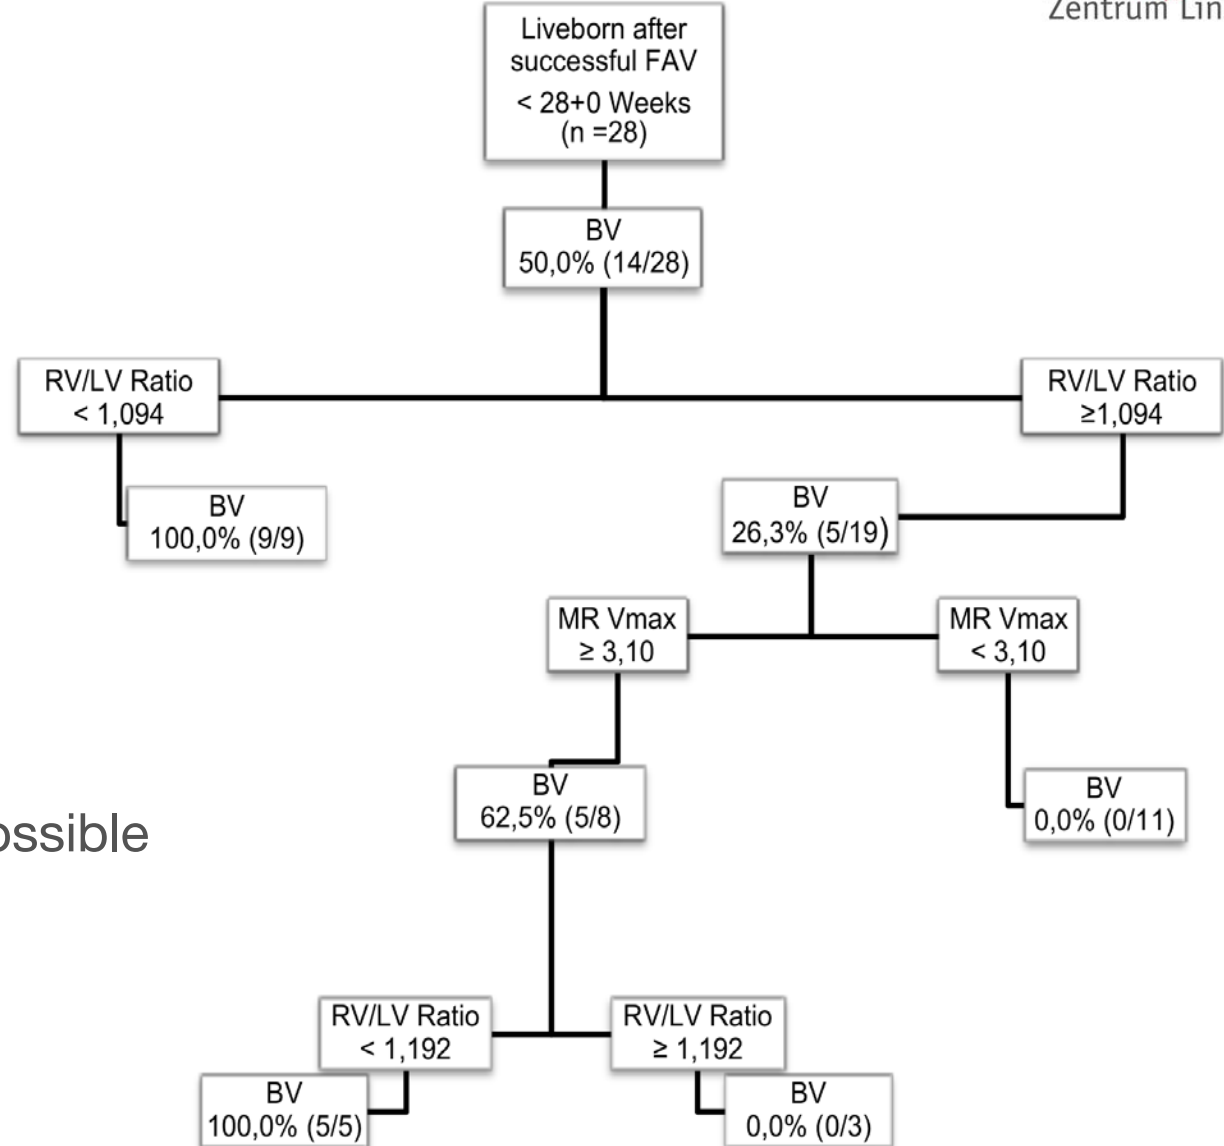 Zentrum Lin
Liveborn after
successful FAV
< 28+0 Weeks
(n =28)
BV
50,0% (14/28)
RV/LV Ratio
< 1,094
RV/LV Ratio
≥1,094
BV
100,0% (9/9)
BV
26,3% (5/19)
MR Vmax
≥ 3,10
MR Vmax
< 3,10
BV
62,5% (5/8)
BV
0,0% (0/11)
ossible
RV/LV Ratio
< 1,192
RV/LV Ratio
≥ 1,192
BV
100,0% (5/5)
BV
0,0% (0/3)